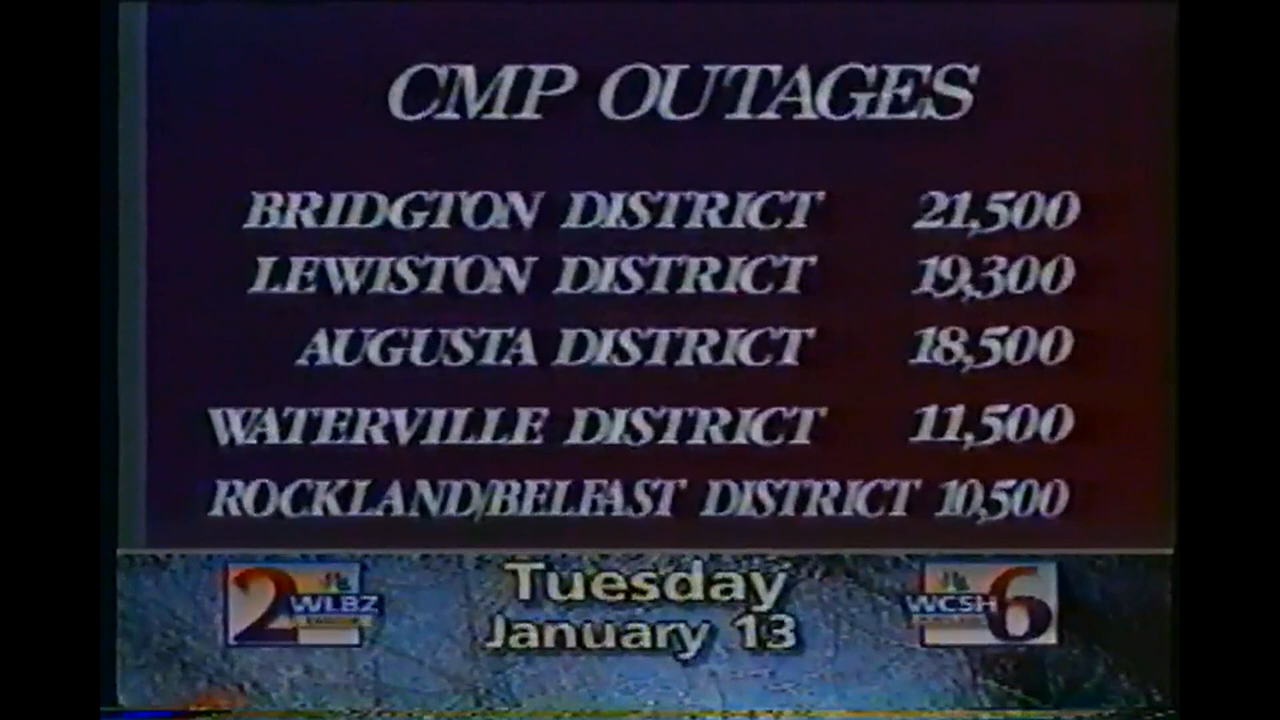 CMP OUTAGES
BRIDGTON DISTRICT 21,500
LEWISTON DISTRICT 19,300
AUGUSTA DISTRICT 18,500
WATERVILLE DISTRICT 11,500
ROCKLAND/BELFAST DISTRICT 10,500
2 WLBZ
Tuesday
January 13
WCSH 6